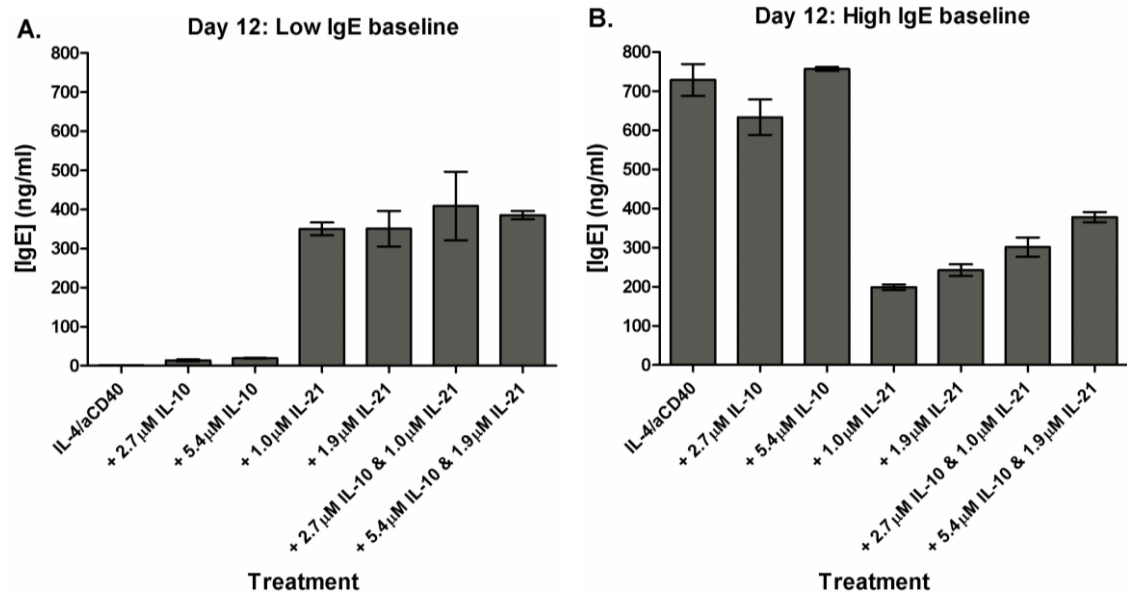 A.
Day 12: Low IgE baseline
800
700
600
500
400
300
200
100
0
[IgE] (ng/ml)
IL-4/aCD40
+ 2.7μM IL-10
+ 5.4μM IL-10
+ 1.0μM IL-21
+ 1.9μM IL-21
+ 2.7μM IL-10 & 1.0μM IL-21
+ 5.4μM IL-10 & 1.9μM IL-21
Treatment
B.
Day 12: High IgE baseline
800
700
600
500
400
300
200
100
0
[IgE] (ng/ml)
IL-4/aCD40
+ 2.7μM IL-10
+ 5.4μM IL-10
+ 1.0μM IL-21
+ 1.9μM IL-21
+ 2.7μM IL-10 & 1.0μM IL-21
+ 5.4μM IL-10 & 1.9μM IL-21
Treatment